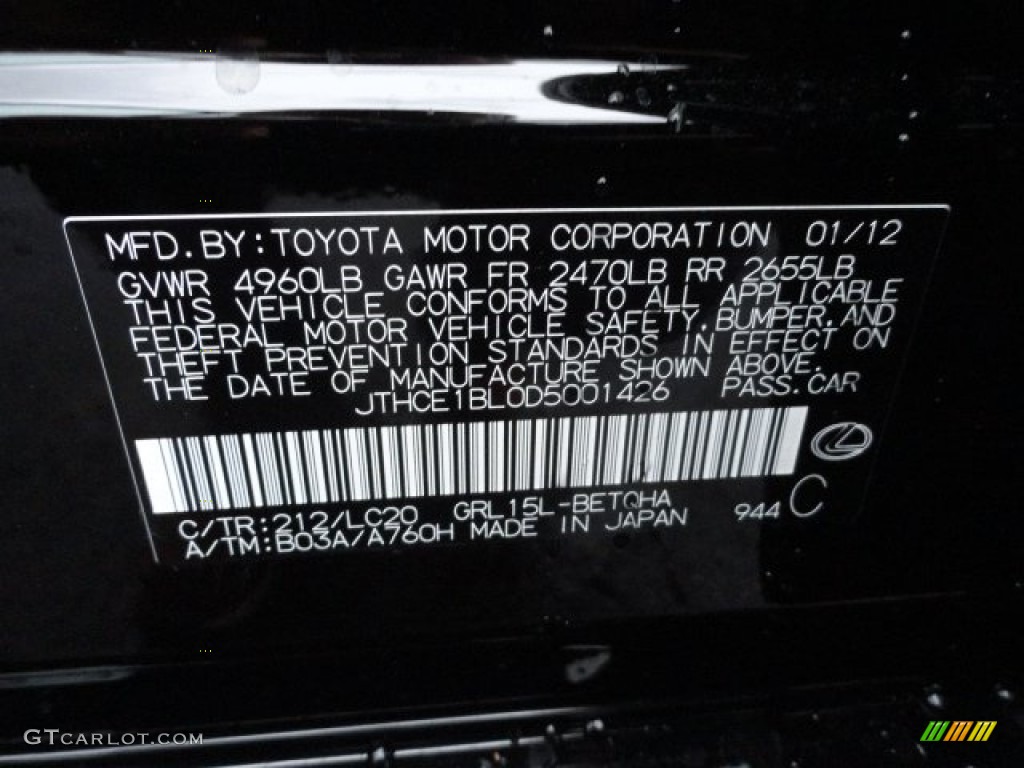 MFD.BY:TOYOTA MOTOR CORPORATION 01/12
GVWR 4960LB GAWR FR 2470LB RR 2655LB
THIS VEHICLE CONFORMS TO ALL APPLICABLE
FEDERAL MOTOR VEHICLE SAFETY.BUMPER.AND
THEFT PREVENTION STANDARDS IN EFFECT ON
THE DATE OF MANUFACTURE SHOWN ABOVE.
JTHCE1BL0D5001426 PASS.CAR
C/TR:212/LC20 GRL15L-BETQHA 944 C
A/TM:B03A/A760H MADE IN JAPAN
GTCARLOT.COM